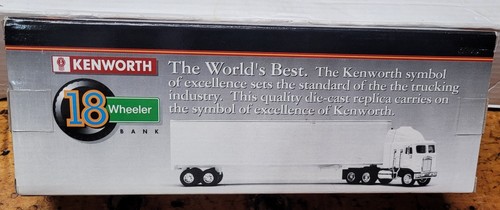 KENWORTH
The World's Best. The Kenworth symbol
of excellence sets the standard of the the trucking
industry. This quality die-cast replica carries on
the symbol of excellence of Kenworth.
18 Wheeler
BANK